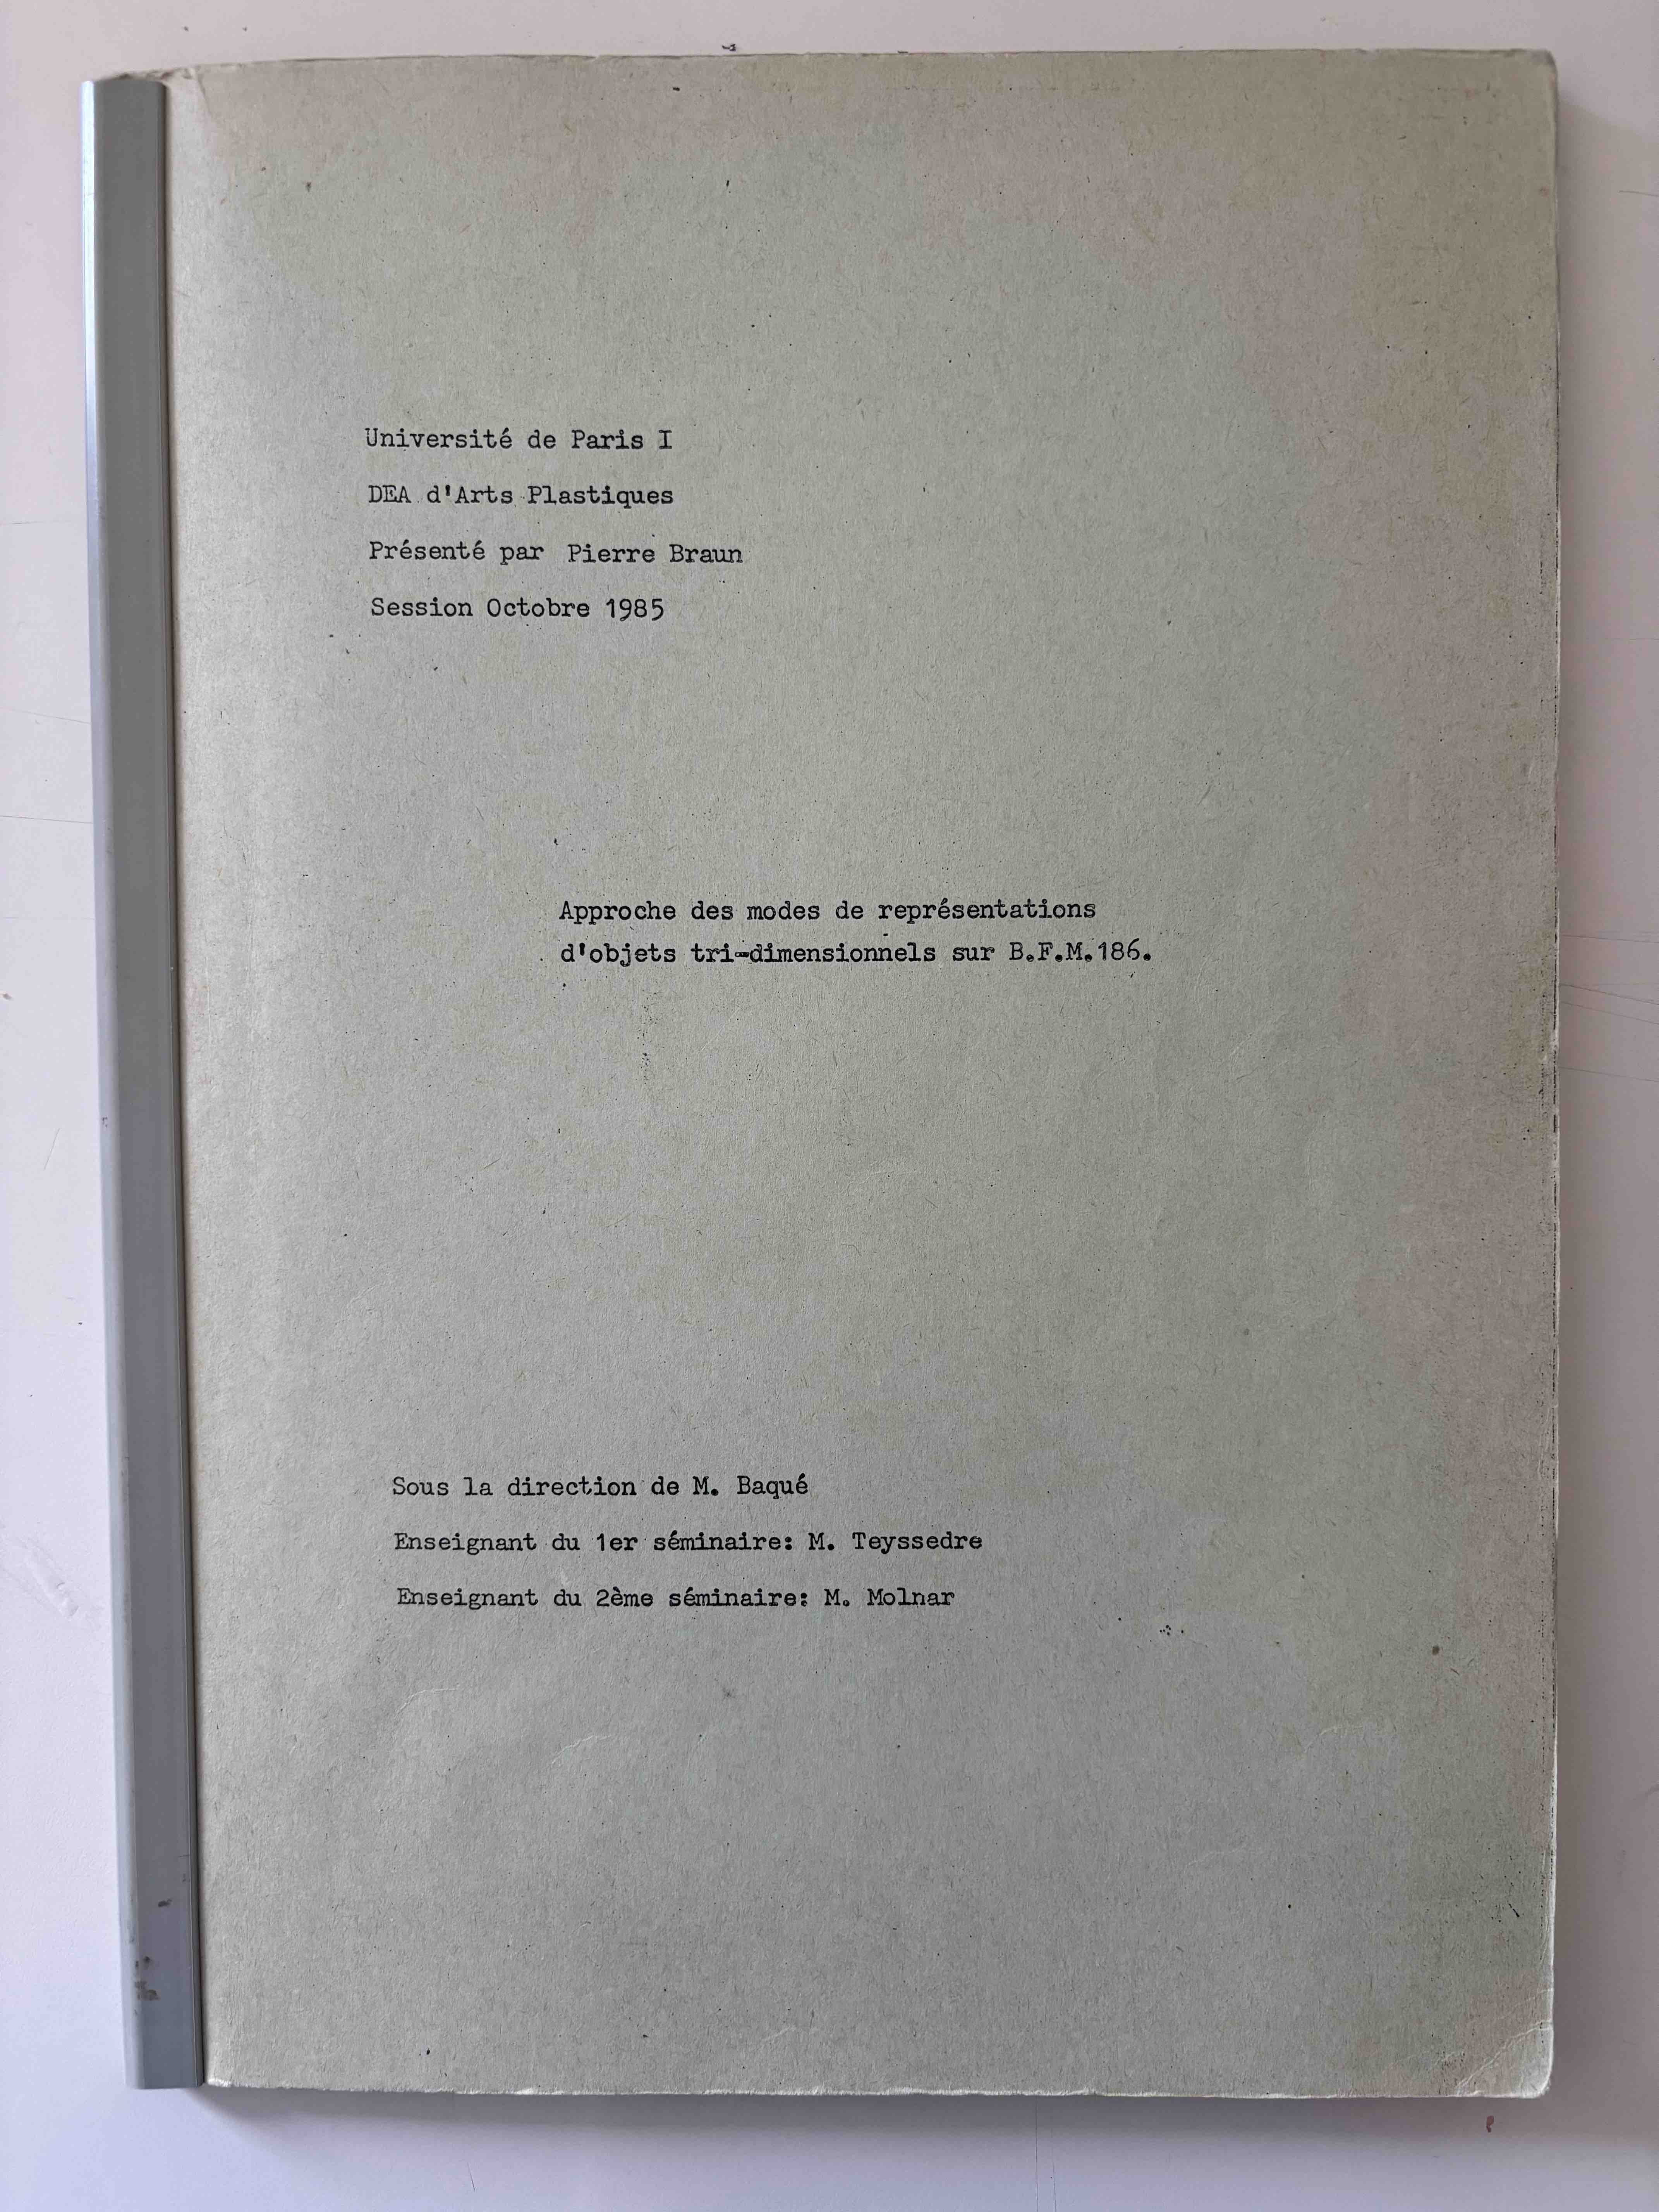 Université de Paris I
DEA d'Arts Plastiques
Présenté par Pierre Braun
Session Octobre 1985
Approche des modes de représentations
d'objets tri-dimensionnels sur B.F.M.186.
Sous la direction de M. Baqué
Enseignant du 1er séminaire: M. Teyssedre
Enseignant du 2ème séminaire: M. Molnar